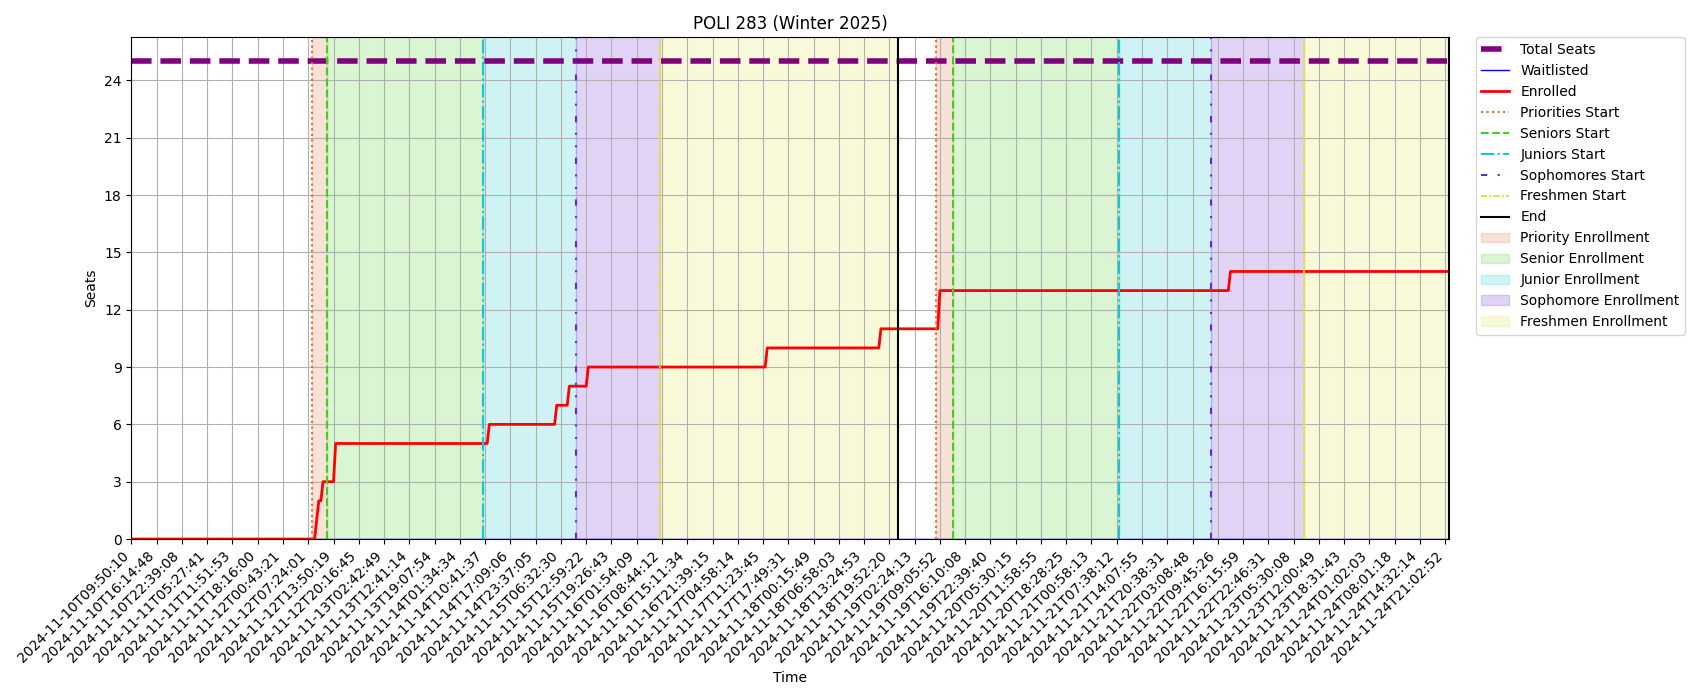 POLI 283 (Winter 2025)
Seats
24
21
18
15
12
9
6
3
0
2024-11-10T09:50:10
2024-11-10T16:14:48
2024-11-10T22:39:08
2024-11-11T05:27:41
2024-11-11T11:51:53
2024-11-11T18:16:00
2024-11-12T00:43:21
2024-11-12T07:24:01
2024-11-12T13:50:19
2024-11-12T20:16:45
2024-11-13T02:42:49
2024-11-13T12:41:14
2024-11-13T19:07:54
2024-11-14T01:34:34
2024-11-14T10:41:37
2024-11-14T17:09:06
2024-11-14T23:37:05
2024-11-15T06:32:30
2024-11-15T12:59:22
2024-11-15T19:26:43
2024-11-16T01:54:09
2024-11-16T08:44:12
2024-11-16T15:11:34
2024-11-16T21:39:15
2024-11-17T04:58:14
2024-11-17T11:23:45
2024-11-17T17:49:31
2024-11-18T00:15:49
2024-11-18T06:58:03
2024-11-18T13:24:53
2024-11-18T19:52:20
2024-11-19T02:24:13
2024-11-19T09:05:52
2024-11-19T16:10:08
2024-11-19T22:39:40
2024-11-20T05:30:15
2024-11-20T11:58:55
2024-11-20T18:28:25
2024-11-21T00:58:13
2024-11-21T07:38:12
2024-11-21T14:07:55
2024-11-21T20:38:31
2024-11-22T03:08:48
2024-11-22T09:45:26
2024-11-22T16:15:59
2024-11-22T22:46:31
2024-11-23T05:30:08
2024-11-23T12:00:49
2024-11-23T18:31:43
2024-11-24T01:02:03
2024-11-24T08:01:18
2024-11-24T14:32:14
2024-11-24T21:02:52
Time
Total Seats
Waitlisted
Enrolled
Priorities Start
Seniors Start
Juniors Start
Sophomores Start
Freshmen Start
End
Priority Enrollment
Senior Enrollment
Junior Enrollment
Sophomore Enrollment
Freshmen Enrollment